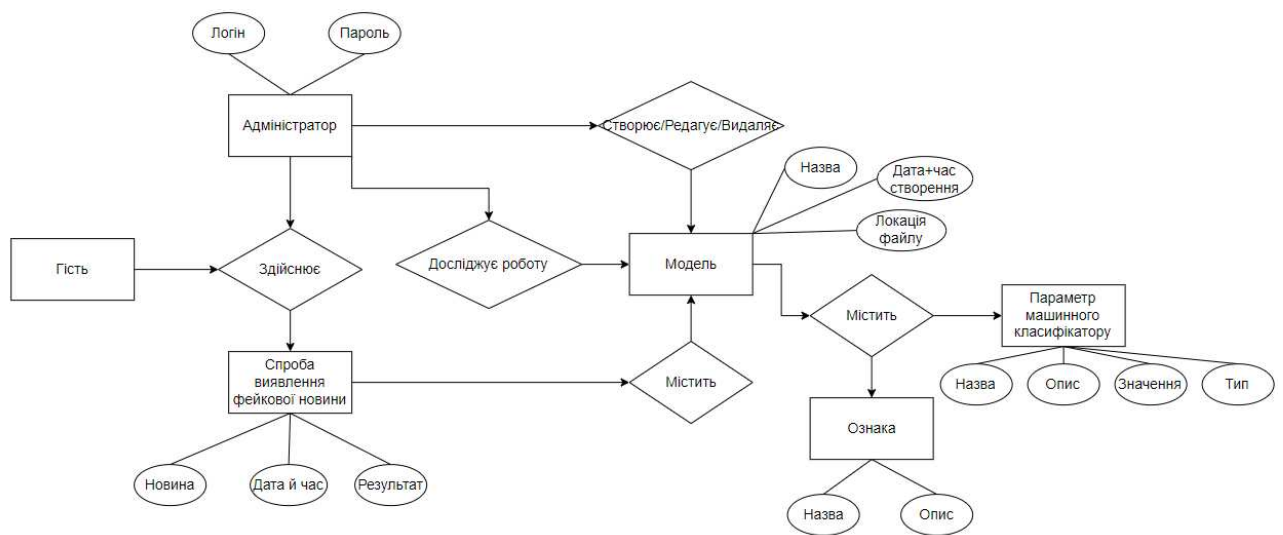 Логін
Пароль
Адміністратор
Створює/Редагує/Видаляє
Назва
Дата+час
створення
Локація
файлу
Гість
Здійснює
Досліджує роботу
Модель
Містить
Параметр
машинного
класифікатору
Спроба
виявлення
фейкової новини
Містить
Назва
Опис
Значення
Тип
Ознака
Новина
Дата й час
Результат
Назва
Опис